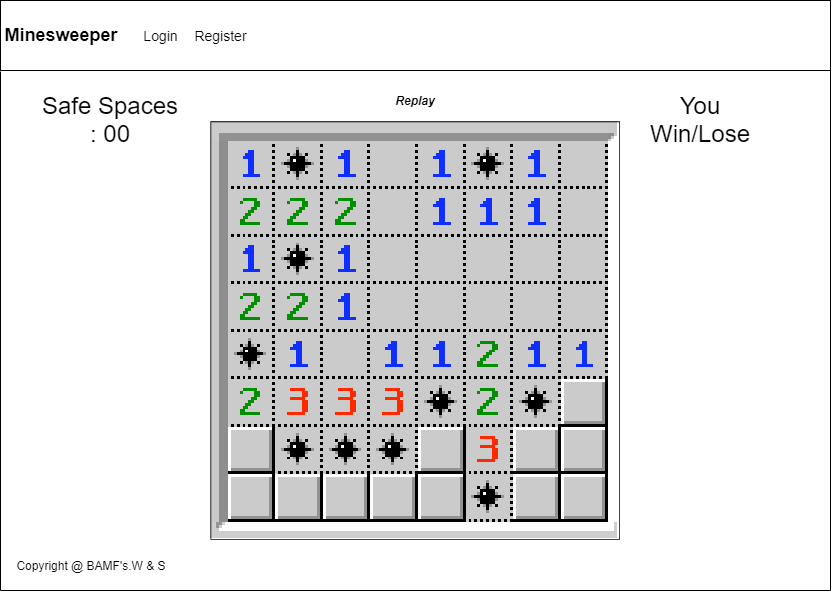 Minesweeper Login Register
Safe Spaces
: 00
Replay
You
Win/Lose
1 1 1 1
2 2 2 1 1 1
1 1
2 2 1
1 1 1 2 1 1
2 3 3 3 2
3
Copyright @ BAMF's.W & S